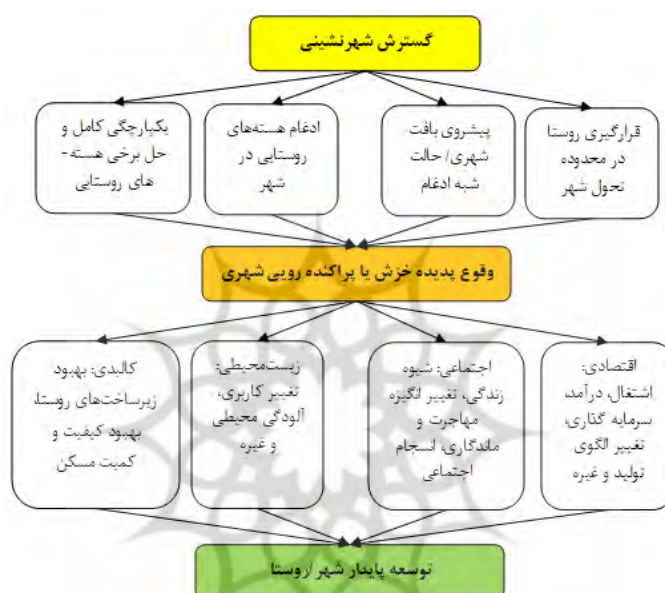 گسترش شهرنشینی
قرارگیری روستا
در محدوده
تحول شهر
پیشروی بافت
شهری/ حالت
شبه ادغام
ادغام هسته‌های
روستایی در
شهر
یکپارچگی کامل و
حل برخی هسته-
های روستایی
وقوع پدیده خزش یا پراکنده رویی شهری
اقتصادی:
اشتغال، درآمد،
سرمایه گذاری،
تغییر الگوی
تولید و غیره
اجتماعی: شیوه
زندگی، تغییر انگیزه
مهاجرت و
ماندگاری، انسجام
اجتماعی
زیست‌محیطی:
تغییر کاربری،
آلودگی محیطی
و غیره
کالبدی: بهبود
زیرساخت‌های روستا،
بهبود کیفیت و
کمیت مسکن
توسعه پایدار شهر /روستا